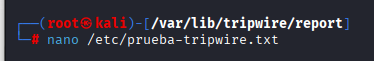 ┌──(root㉿kali)-[/var/lib/tripwire/report]
└─# nano /etc/prueba-tripwire.txt